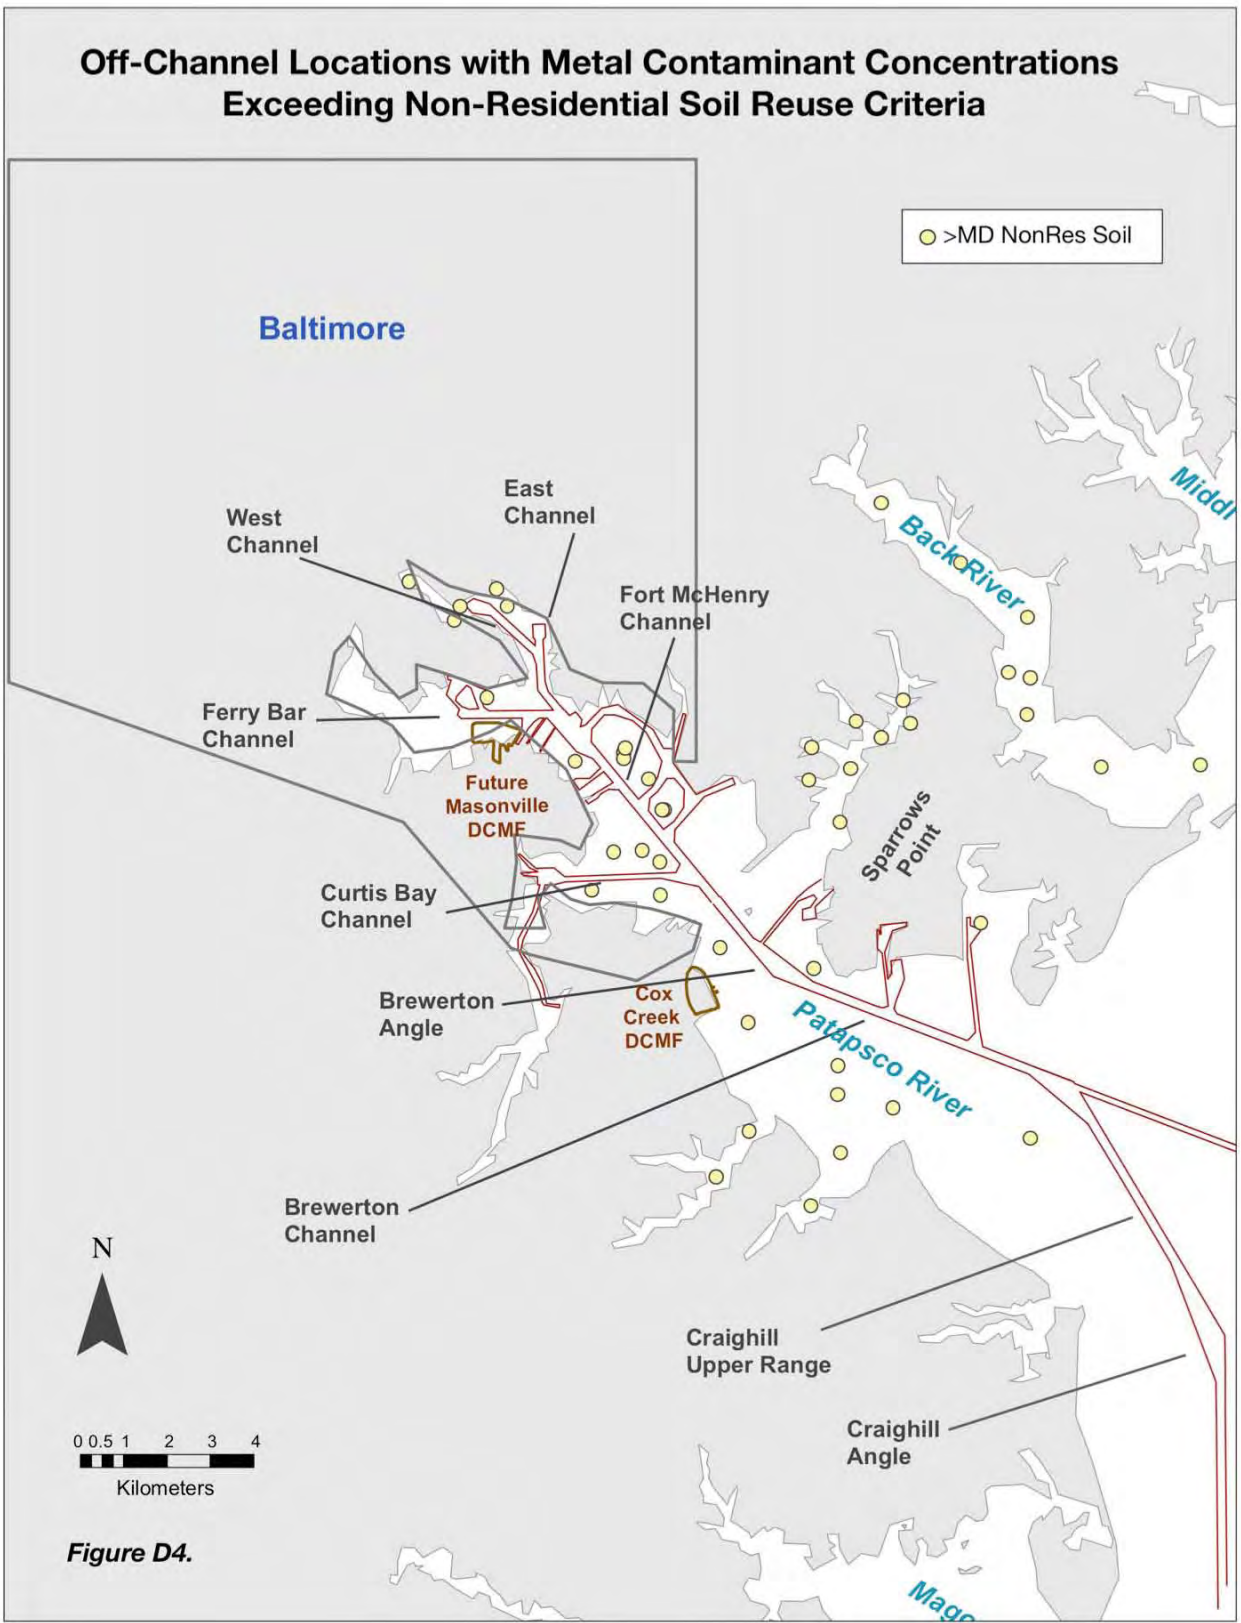 Off-Channel Locations with Metal Contaminant Concentrations
Exceeding Non-Residential Soil Reuse Criteria
>MD NonRes Soil
Baltimore
Middl
East
Channel
West
Channel
Back River
Fort McHenry
Channel
Ferry Bar
Channel
Future
Masonville
DCMF
Sparrows
Point
Curtis Bay
Channel
Brewerton
Angle
Cox
Creek
DCMF
Patapsco River
Brewerton
Channel
N
Craighill
Upper Range
Craighill
Angle
0 0.5 1 2 3 4
Kilometers
Figure D4.
Mago